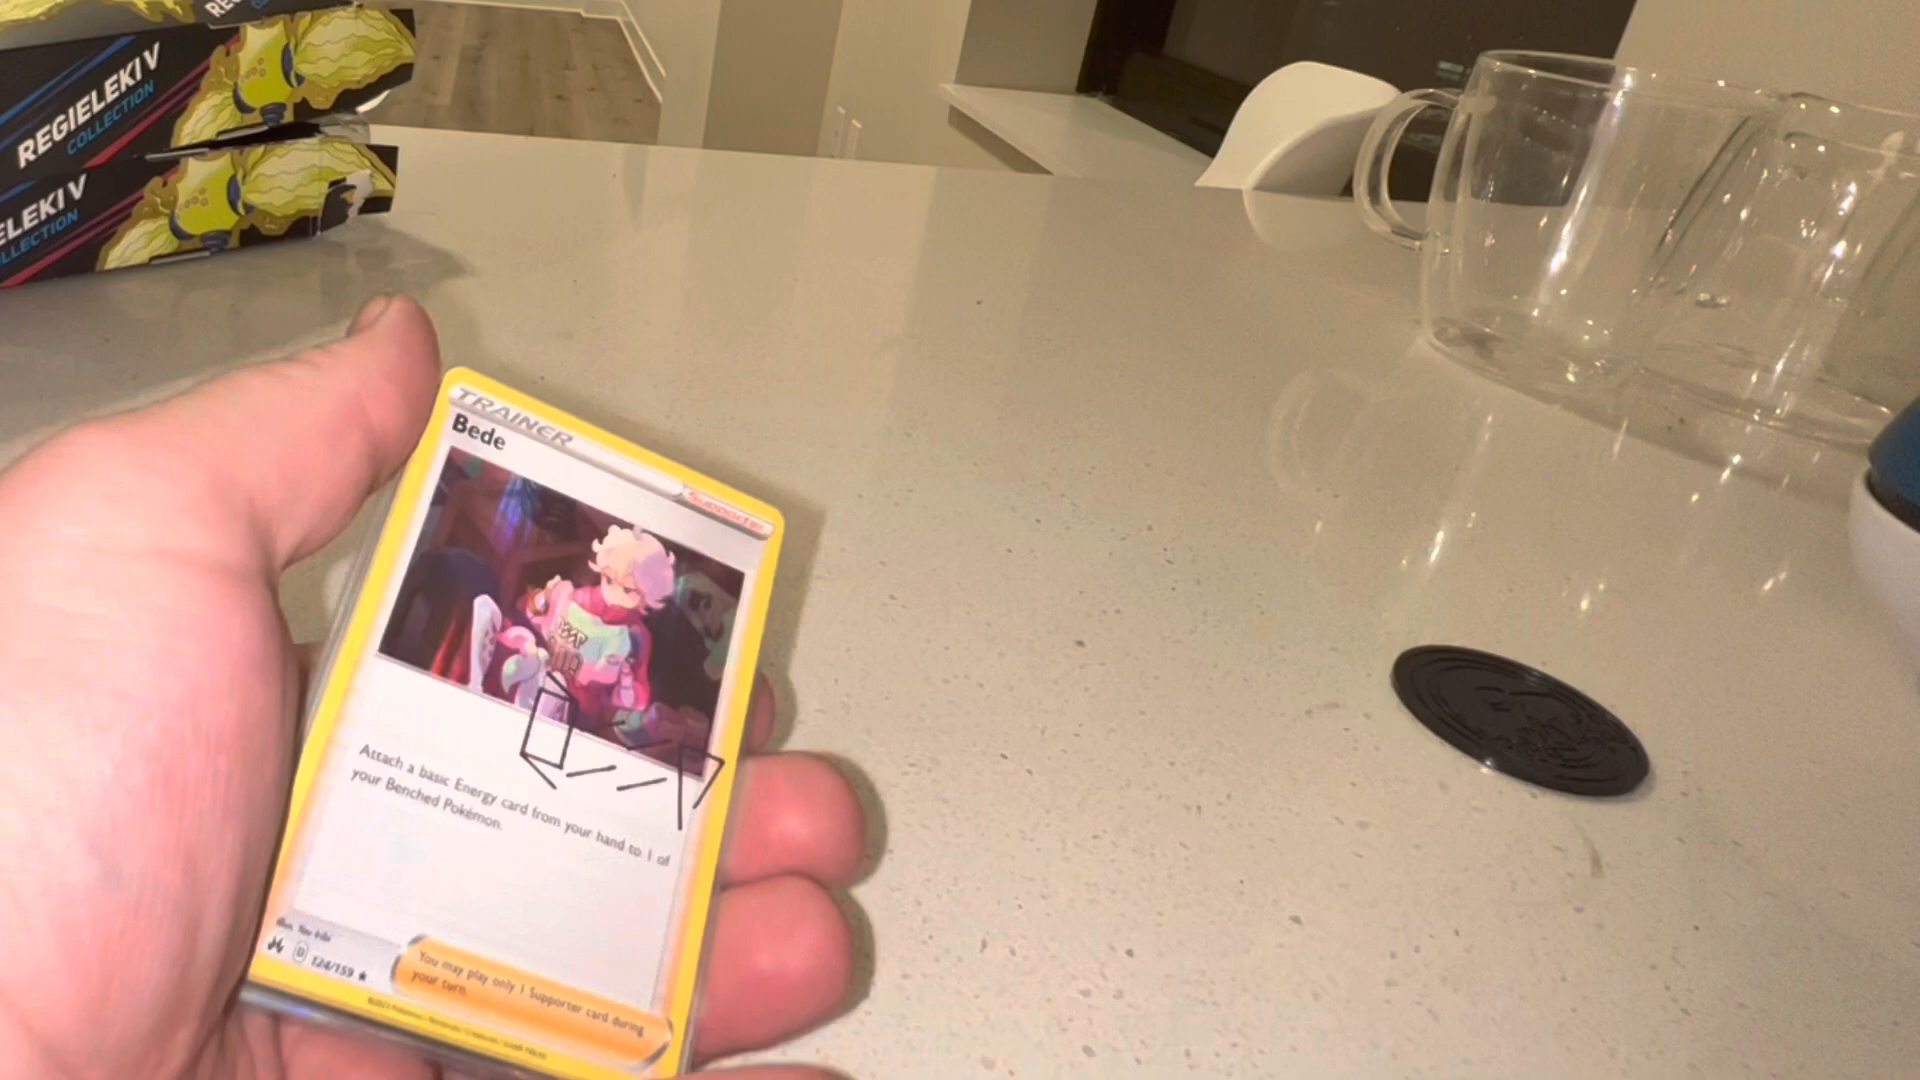 REGIELEKI V
COLLECTION
ELEKI V
COLLECTION
TRAINER
Bede
Supporter
Attach a basic Energy card from your hand to 1 of
your Benched Pokémon.
D 124/159 ★
You may play only 1 Supporter card during
your turn.